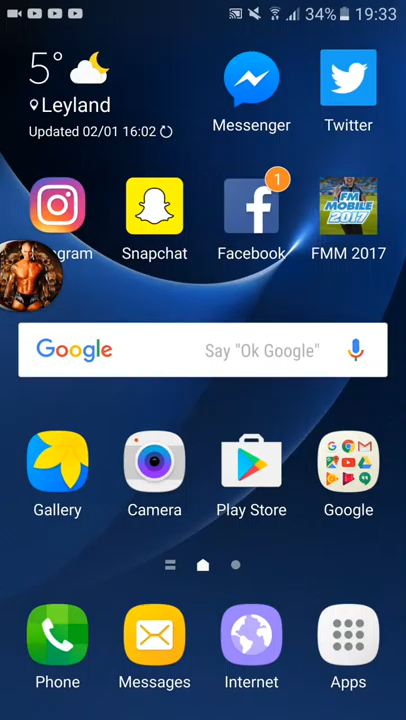 34% 19:33
5°
Leyland
Updated 02/01 16:02
Messenger
Twitter
1
FM
MOBILE
2017
gram
Snapchat
Facebook
FMM 2017
Google
Say "Ok Google"
Gallery
Camera
Play Store
Google
Phone
Messages
Internet
Apps